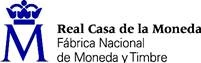 M
Real Casa de la Moneda
Fábrica Nacional
de Moneda y Timbre